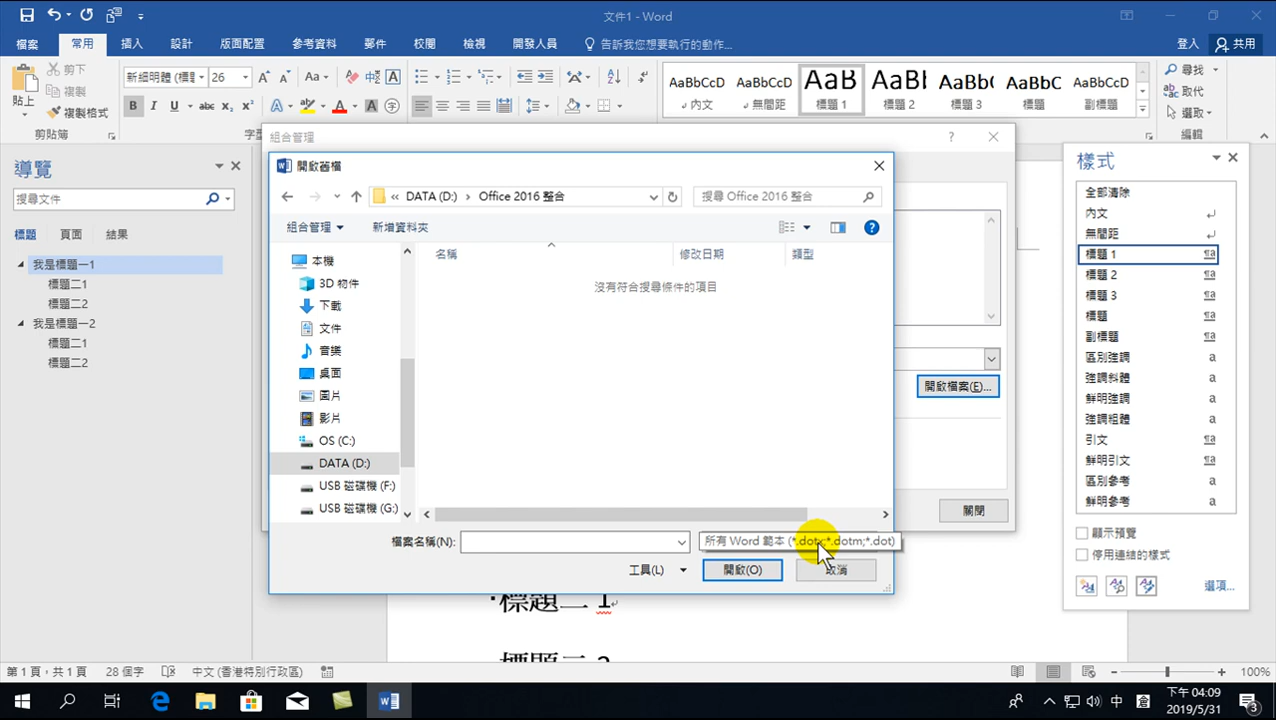 文件1 - Word
檔案 常用 插入 設計 版面配置 參考資料 郵件 校閱 檢視 開發人員 告訴我您想要執行的動作... 登入 共用
貼上
剪下
複製
複製格式
剪貼簿
新細明體 (標題 26
字型
AaBbCcD 內文
AaBbCcD 無間距
AaB 標題 1
AaBl 標題 2
AaBb( 標題 3
AaBbC 標題
AaBbCcD 副標題
尋找
取代
選取
編輯
導覽
搜尋文件
標題 頁面 結果
我是標題一1
標題二1
標題二2
我是標題一2
標題二1
標題二2
組合管理
開啟舊檔
« DATA (D:) › Office 2016 整合
搜尋 Office 2016 整合
組合管理 新增資料夾
名稱 修改日期 類型
沒有符合搜尋條件的項目
本機
3D 物件
下載
文件
音樂
桌面
圖片
影片
OS (C:)
DATA (D:)
USB 磁碟機 (F:)
USB 磁碟機 (G:)
檔案名稱(N):
所有 Word 範本 (*.dotx;*.dotm;*.dot)
工具(L) 開啟(O) 取消
開啟檔案(E)...
關閉
樣式
全部清除
內文
無間距
標題 1
標題 2
標題 3
標題
副標題
區別強調
強調斜體
鮮明強調
強調粗體
引文
鮮明引文
區別參考
鮮明參考
顯示預覽
停用連結的樣式
選項...
標題二 1
標題二 2
第 1 頁，共 1 頁 28 個字 中文 (香港特別行政區) 100%
中 倉 下午 04:09
2019/5/31
3